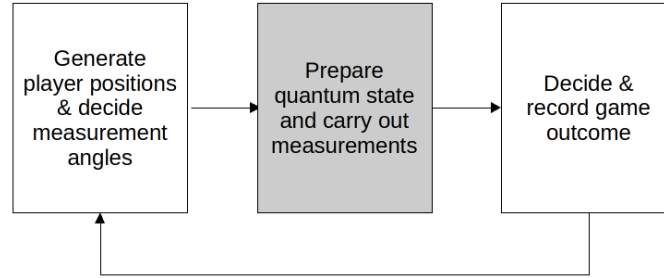 Generate
player positions
& decide
measurement
angles
Prepare
quantum state
and carry out
measurements
Decide &
record game
outcome